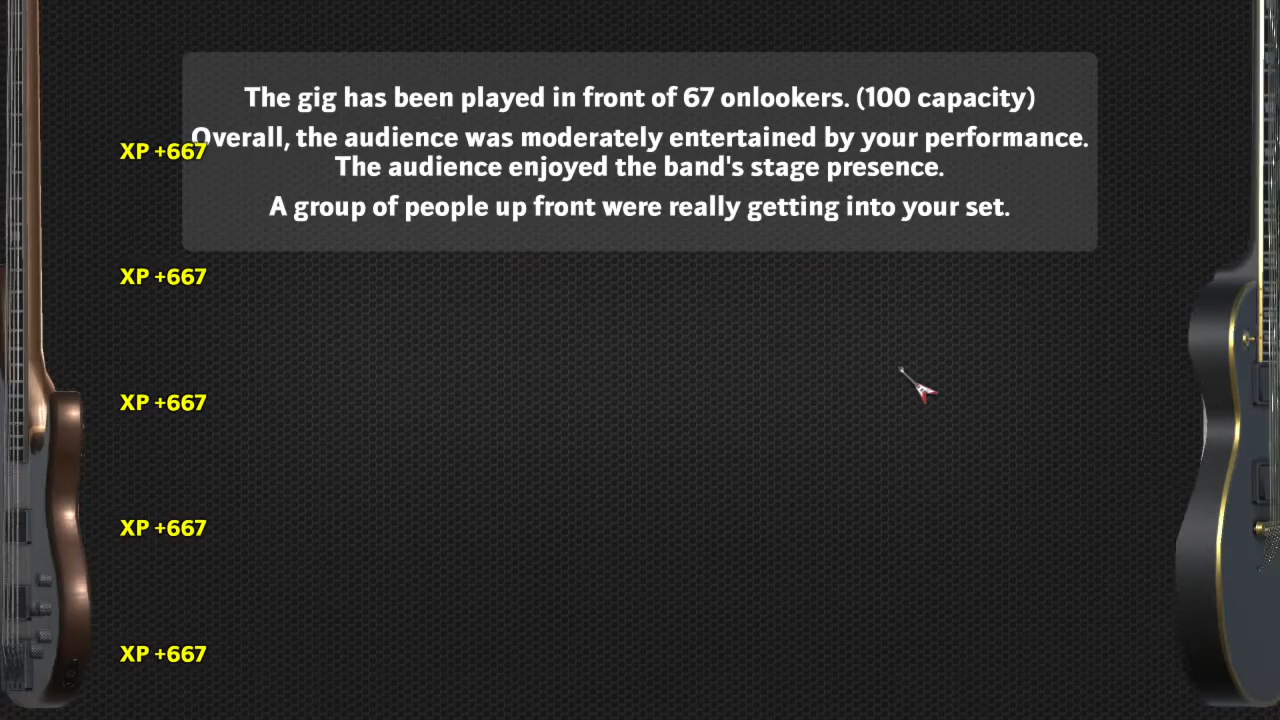 The gig has been played in front of 67 onlookers. (100 capacity)
Overall, the audience was moderately entertained by your performance.
XP +667
The audience enjoyed the band's stage presence.
A group of people up front were really getting into your set.
XP +667
XP +667
XP +667
XP +667